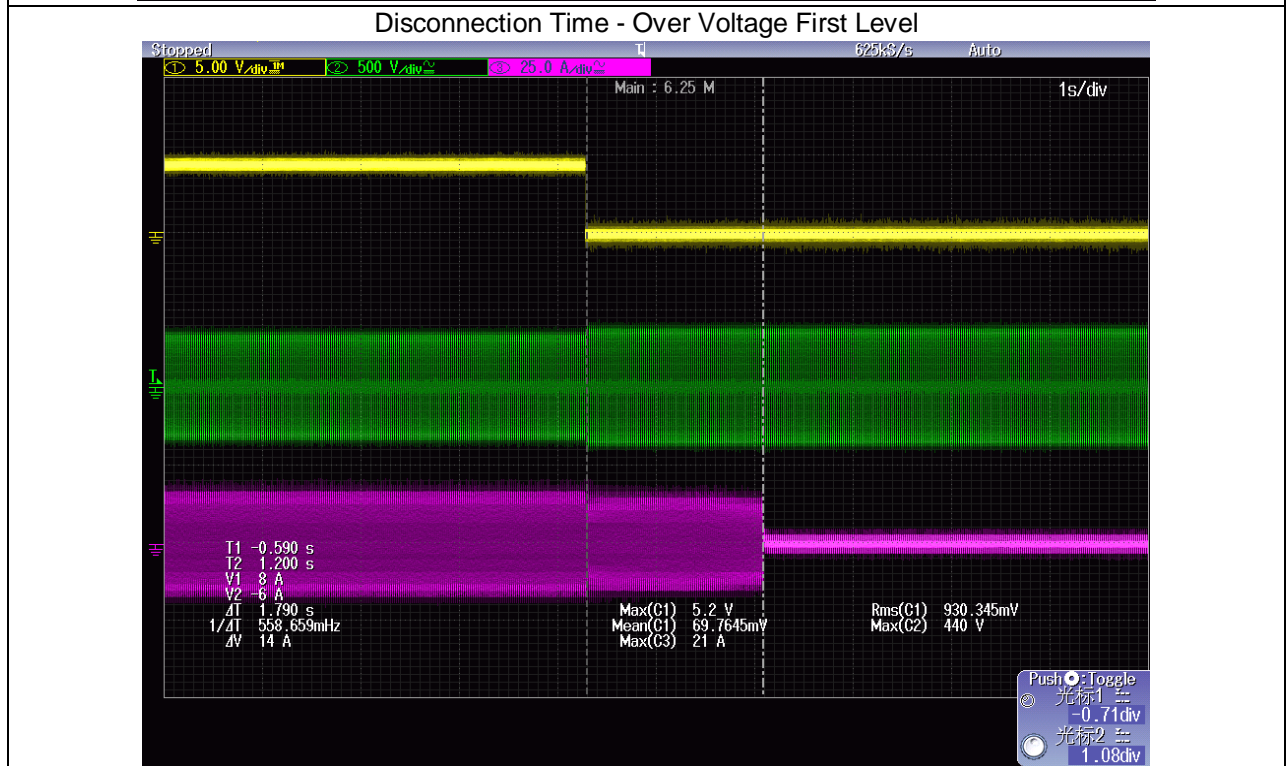 Disconnection Time - Over Voltage First Level
Stopped 625kS/s Auto
① 5.00 V/div 1M ② 500 V/div ③ 25.0 A/div
Main : 6.25 M 1s/div
T1 -0.590 s
T2 1.200 s
V1 8 A
V2 -6 A
ΔT 1.790 s
1/ΔT 558.659mHz
ΔV 14 A
Max(C1) 5.2 V
Mean(C1) 69.7645mV
Max(C3) 21 A
Rms(C1) 930.345mV
Max(C2) 440 V
Push :Toggle
光标1
-0.71div
光标2
1.08div